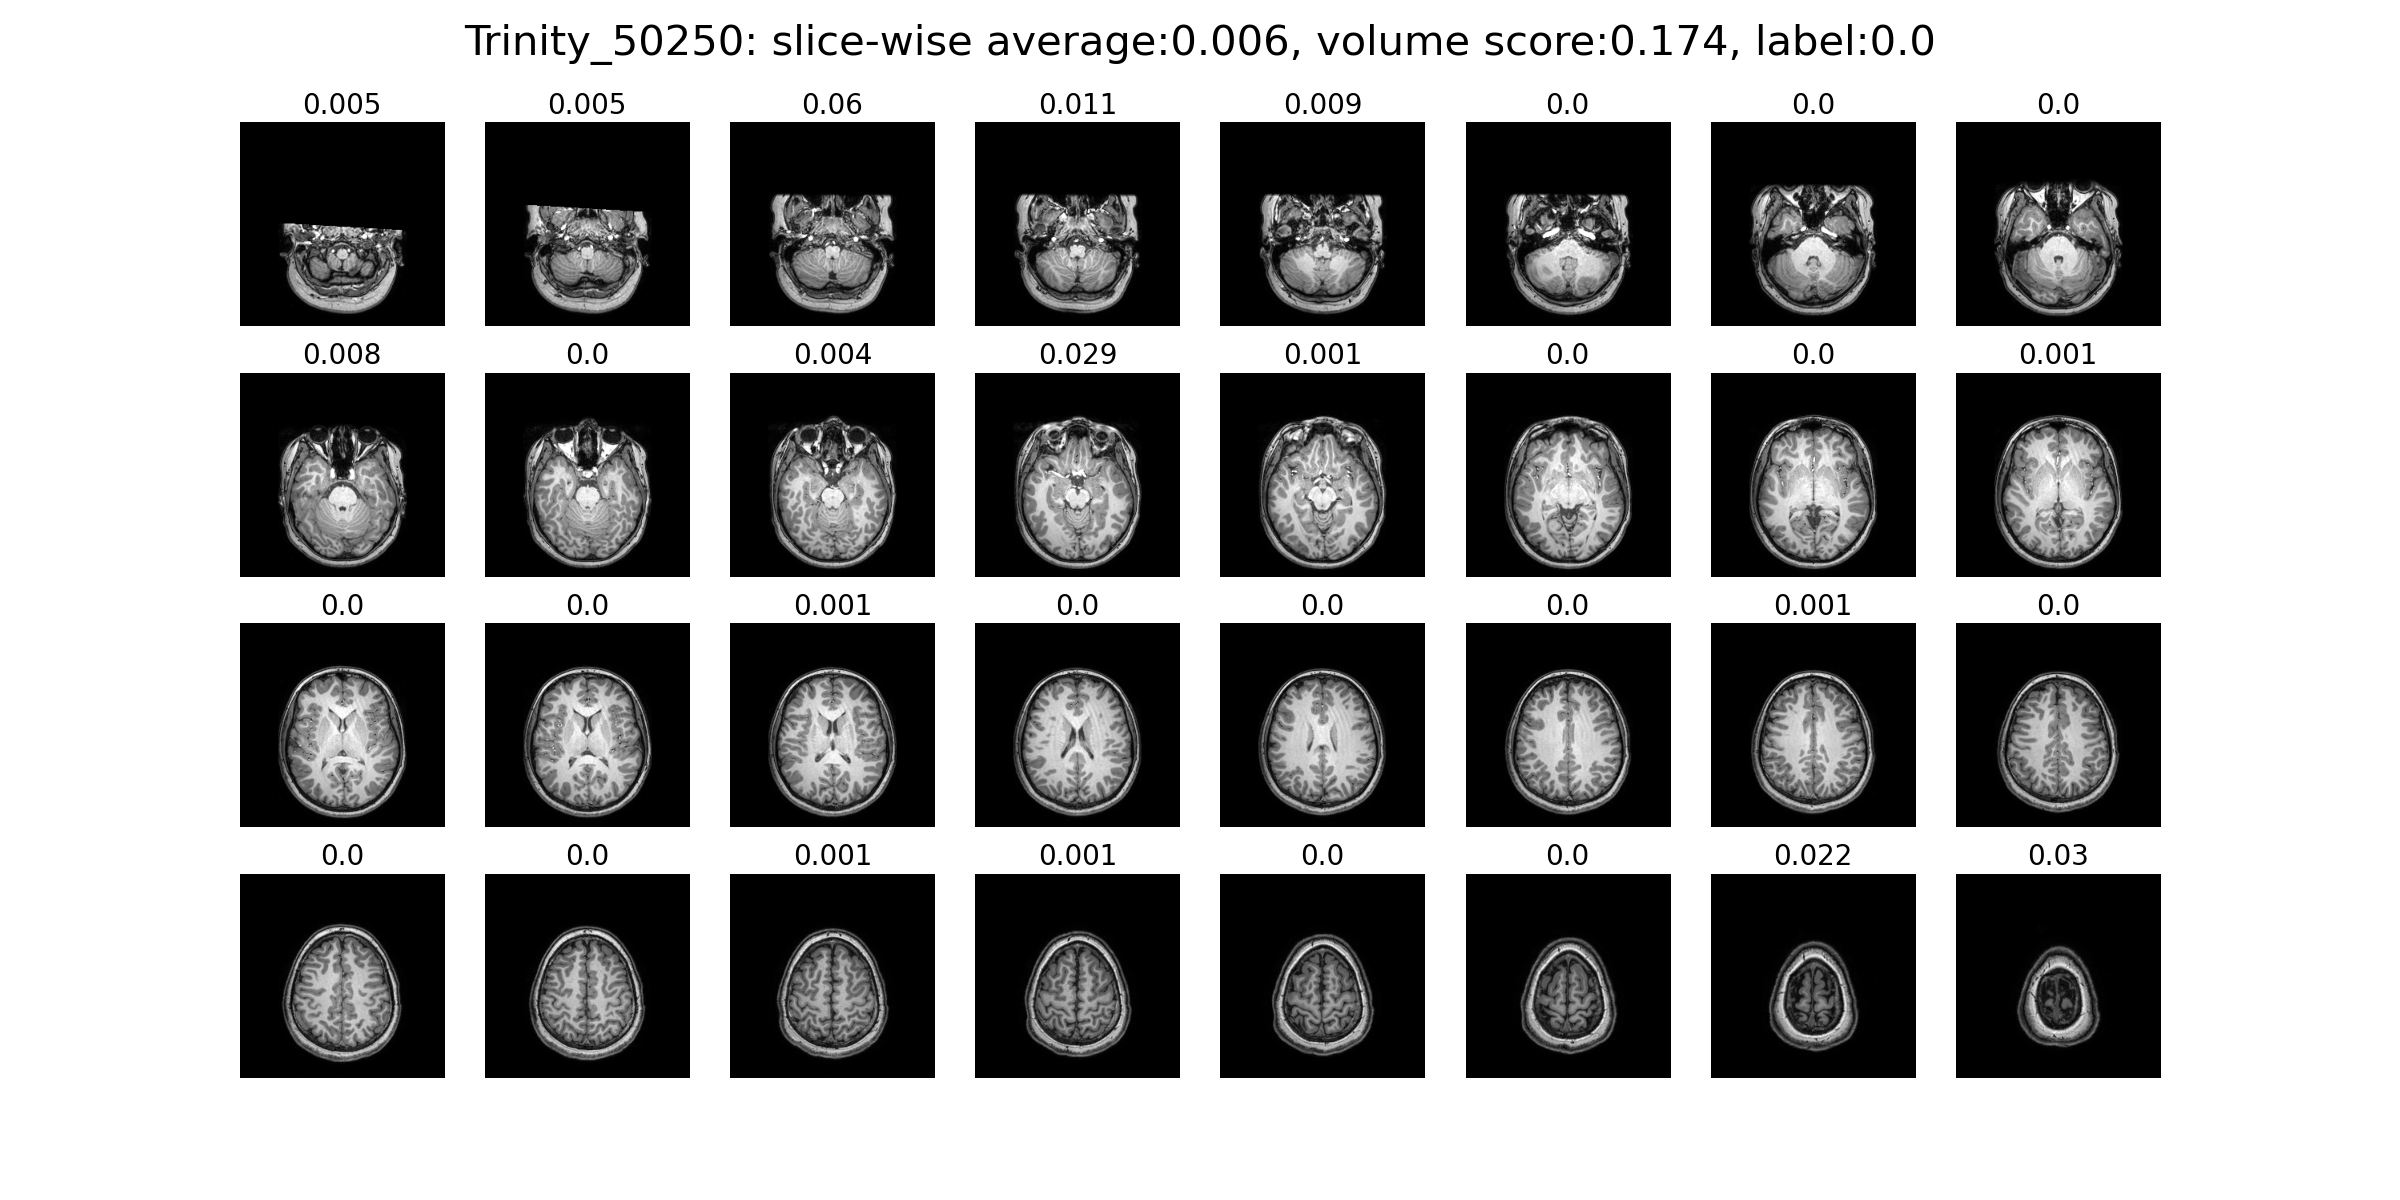 Trinity_50250: slice-wise average:0.006, volume score:0.174, label:0.0
0.005 0.005 0.06 0.011 0.009 0.0 0.0 0.0
0.008 0.0 0.004 0.029 0.001 0.0 0.0 0.001
0.0 0.0 0.001 0.0 0.0 0.0 0.001 0.0
0.0 0.0 0.001 0.001 0.0 0.0 0.022 0.03